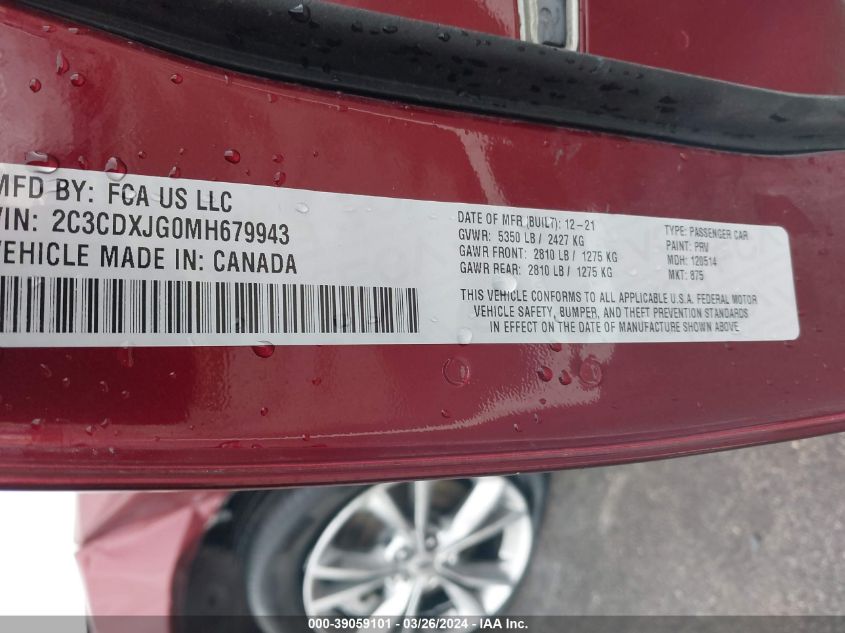 MFD BY: FCA US LLC
VIN: 2C3CDXJG0MH679943
VEHICLE MADE IN: CANADA
DATE OF MFR (BUILT): 12-21
GVWR: 5350 LB / 2427 KG
GAWR FRONT: 2810 LB / 1275 KG
GAWR REAR: 2810 LB / 1275 KG
TYPE: PASSENGER CAR
PAINT: PRV
MDH: 120514
MKT: 875
THIS VEHICLE CONFORMS TO ALL APPLICABLE U.S.A. FEDERAL MOTOR
VEHICLE SAFETY, BUMPER, AND THEFT PREVENTION STANDARDS
IN EFFECT ON THE DATE OF MANUFACTURE SHOWN ABOVE
000-39059101 - 03/26/2024 - IAA Inc.